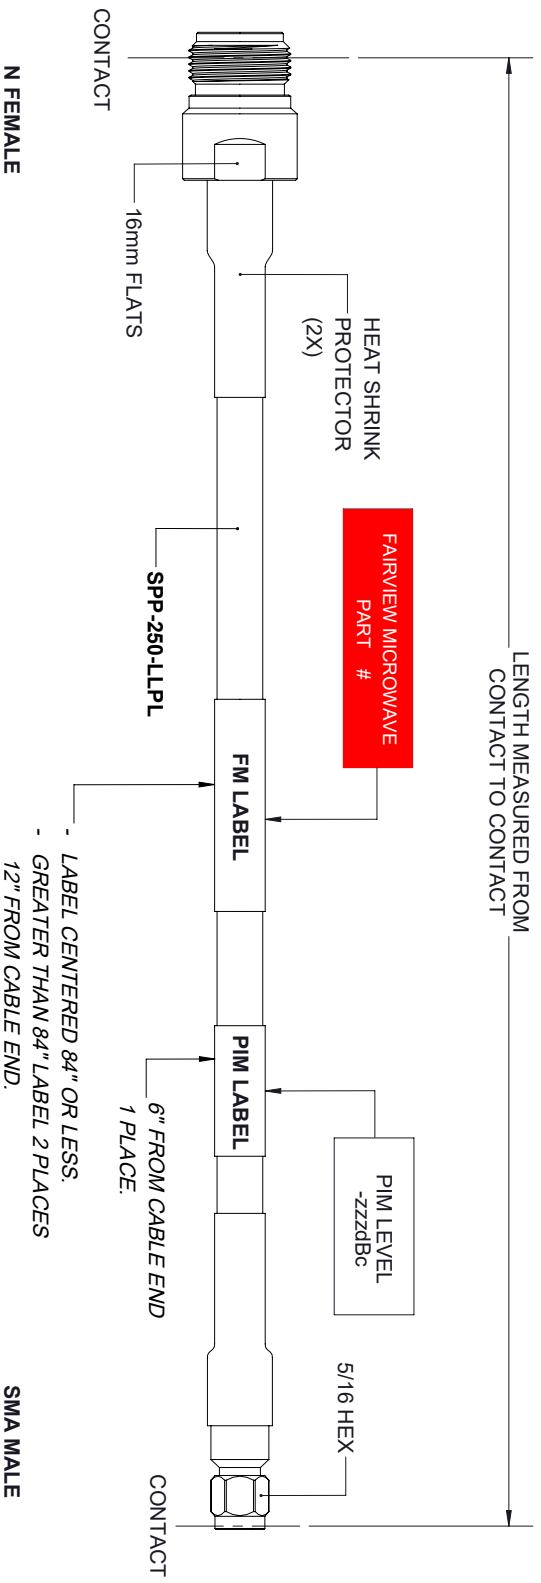 LENGTH MEASURED FROM
CONTACT TO CONTACT
FAIRVIEW MICROWAVE
PART #
PIM LEVEL
-zzzdBc
HEAT SHRINK
PROTECTOR
(2X)
5/16 HEX
FM LABEL
PIM LABEL
SPP-250-LLPL
16mm FLATS
6" FROM CABLE END
1 PLACE.
CONTACT
CONTACT
- LABEL CENTERED 84" OR LESS.
- GREATER THAN 84" LABEL 2 PLACES
12" FROM CABLE END.
N FEMALE
SMA MALE